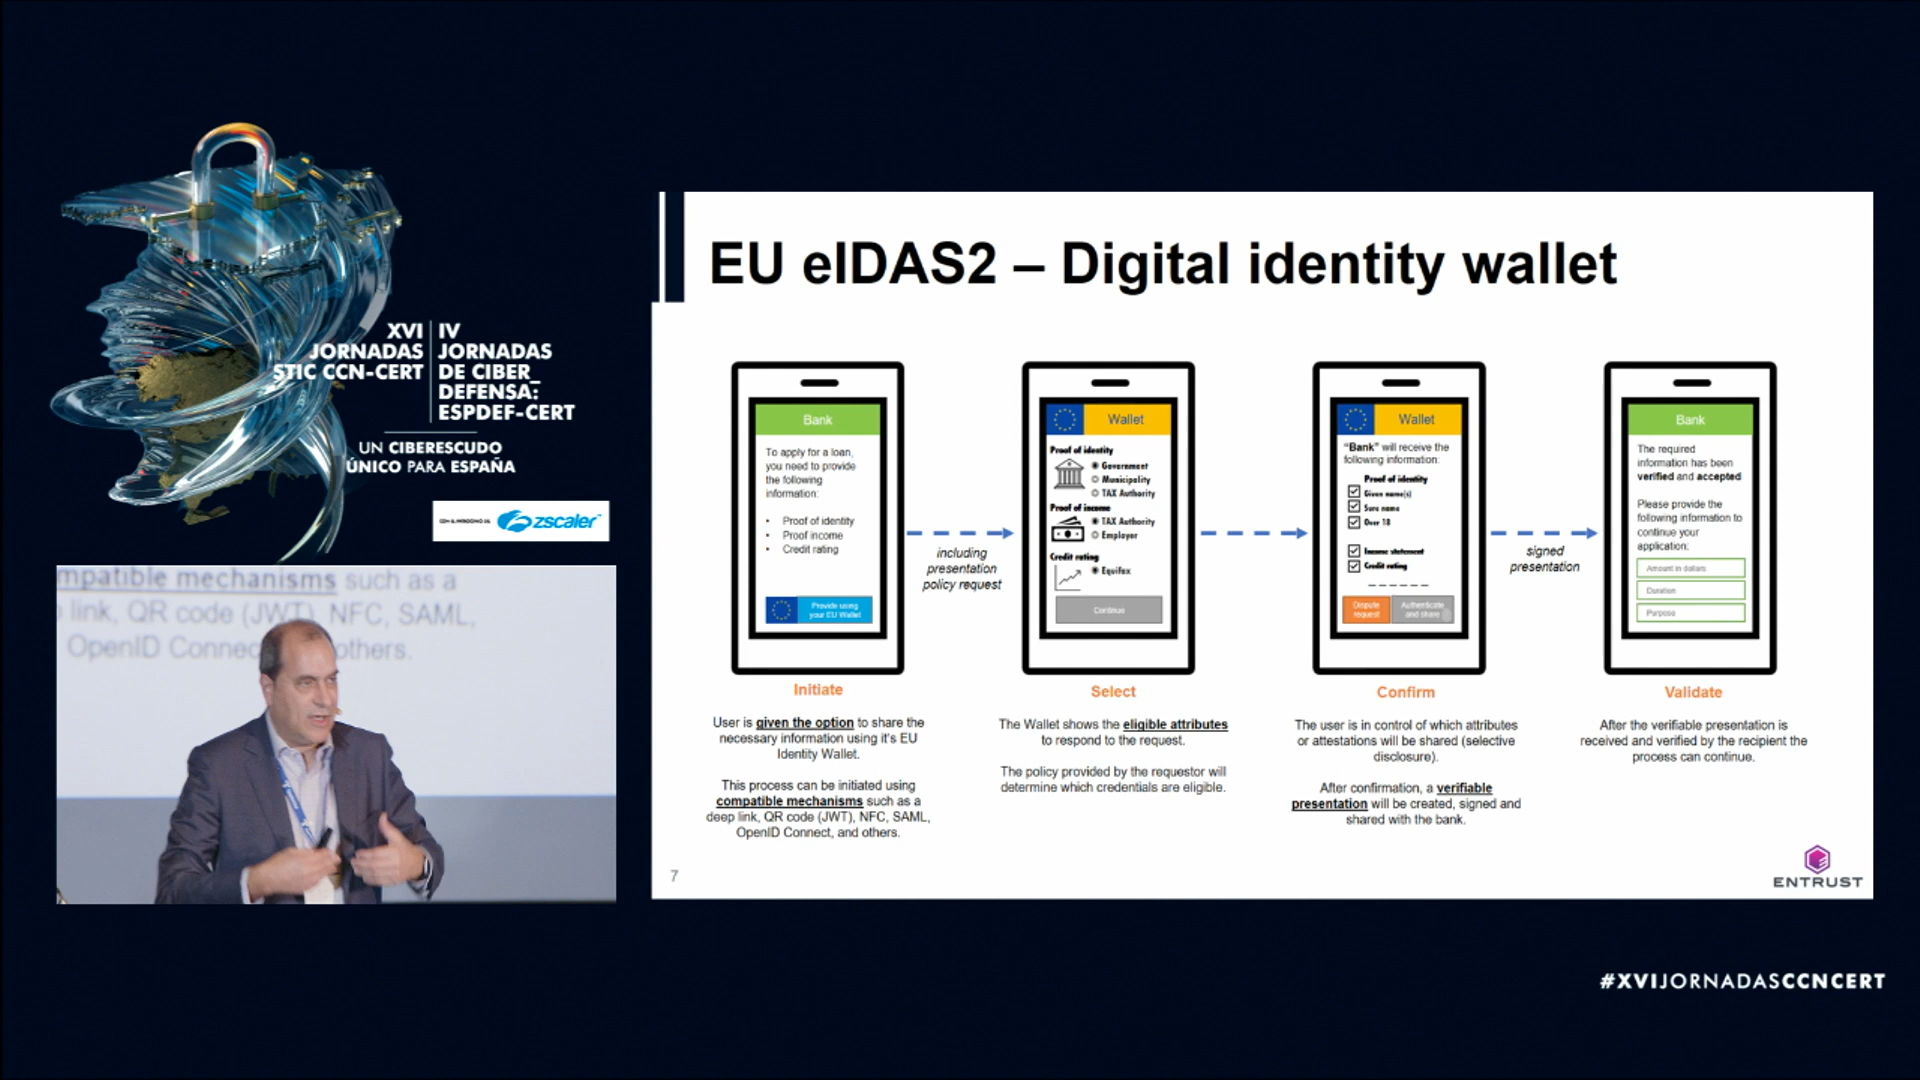 XVI
JORNADAS
STIC CCN-CERT
IV
JORNADAS
DE CIBER_
DEFENSA:
ESPDEF-CERT
UN CIBERESCUDO
ÚNICO PARA ESPAÑA
CON EL PATROCINIO DE:
zscaler
mpatible mechanisms such as a
link, QR code (JWT), NFC, SAML,
OpenID Connec others.
EU eIDAS2 – Digital identity wallet
Bank
To apply for a loan,
you need to provide
the following
information:
• Proof of identity
• Proof income
• Credit rating
Provide using
your EU Wallet
including
presentation
policy request
Wallet
Proof of identity
Government
Municipality
TAX Authority
Proof of income
TAX Authority
Employer
Credit rating
Equifax
Continue
Wallet
“Bank” will receive the
following information:
Proof of identity
Given name(s)
Sure name
Over 18
Income statement
Credit rating
Dispute
request
Authenticate
and share
signed
presentation
Bank
The required
information has been
verified and accepted
Please provide the
following information to
continue your
application:
Amount in dollars
Duration
Purpose
Initiate
User is given the option to share the
necessary information using it's EU
Identity Wallet.
This process can be initiated using
compatible mechanisms such as a
deep link, QR code (JWT), NFC, SAML,
OpenID Connect, and others.
Select
The Wallet shows the eligible attributes
to respond to the request.
The policy provided by the requestor will
determine which credentials are eligible.
Confirm
The user is in control of which attributes
or attestations will be shared (selective
disclosure).
After confirmation, a verifiable
presentation will be created, signed and
shared with the bank.
Validate
After the verifiable presentation is
received and verified by the recipient the
process can continue.
7
ENTRUST
#XVIJORNADASCCNCERT